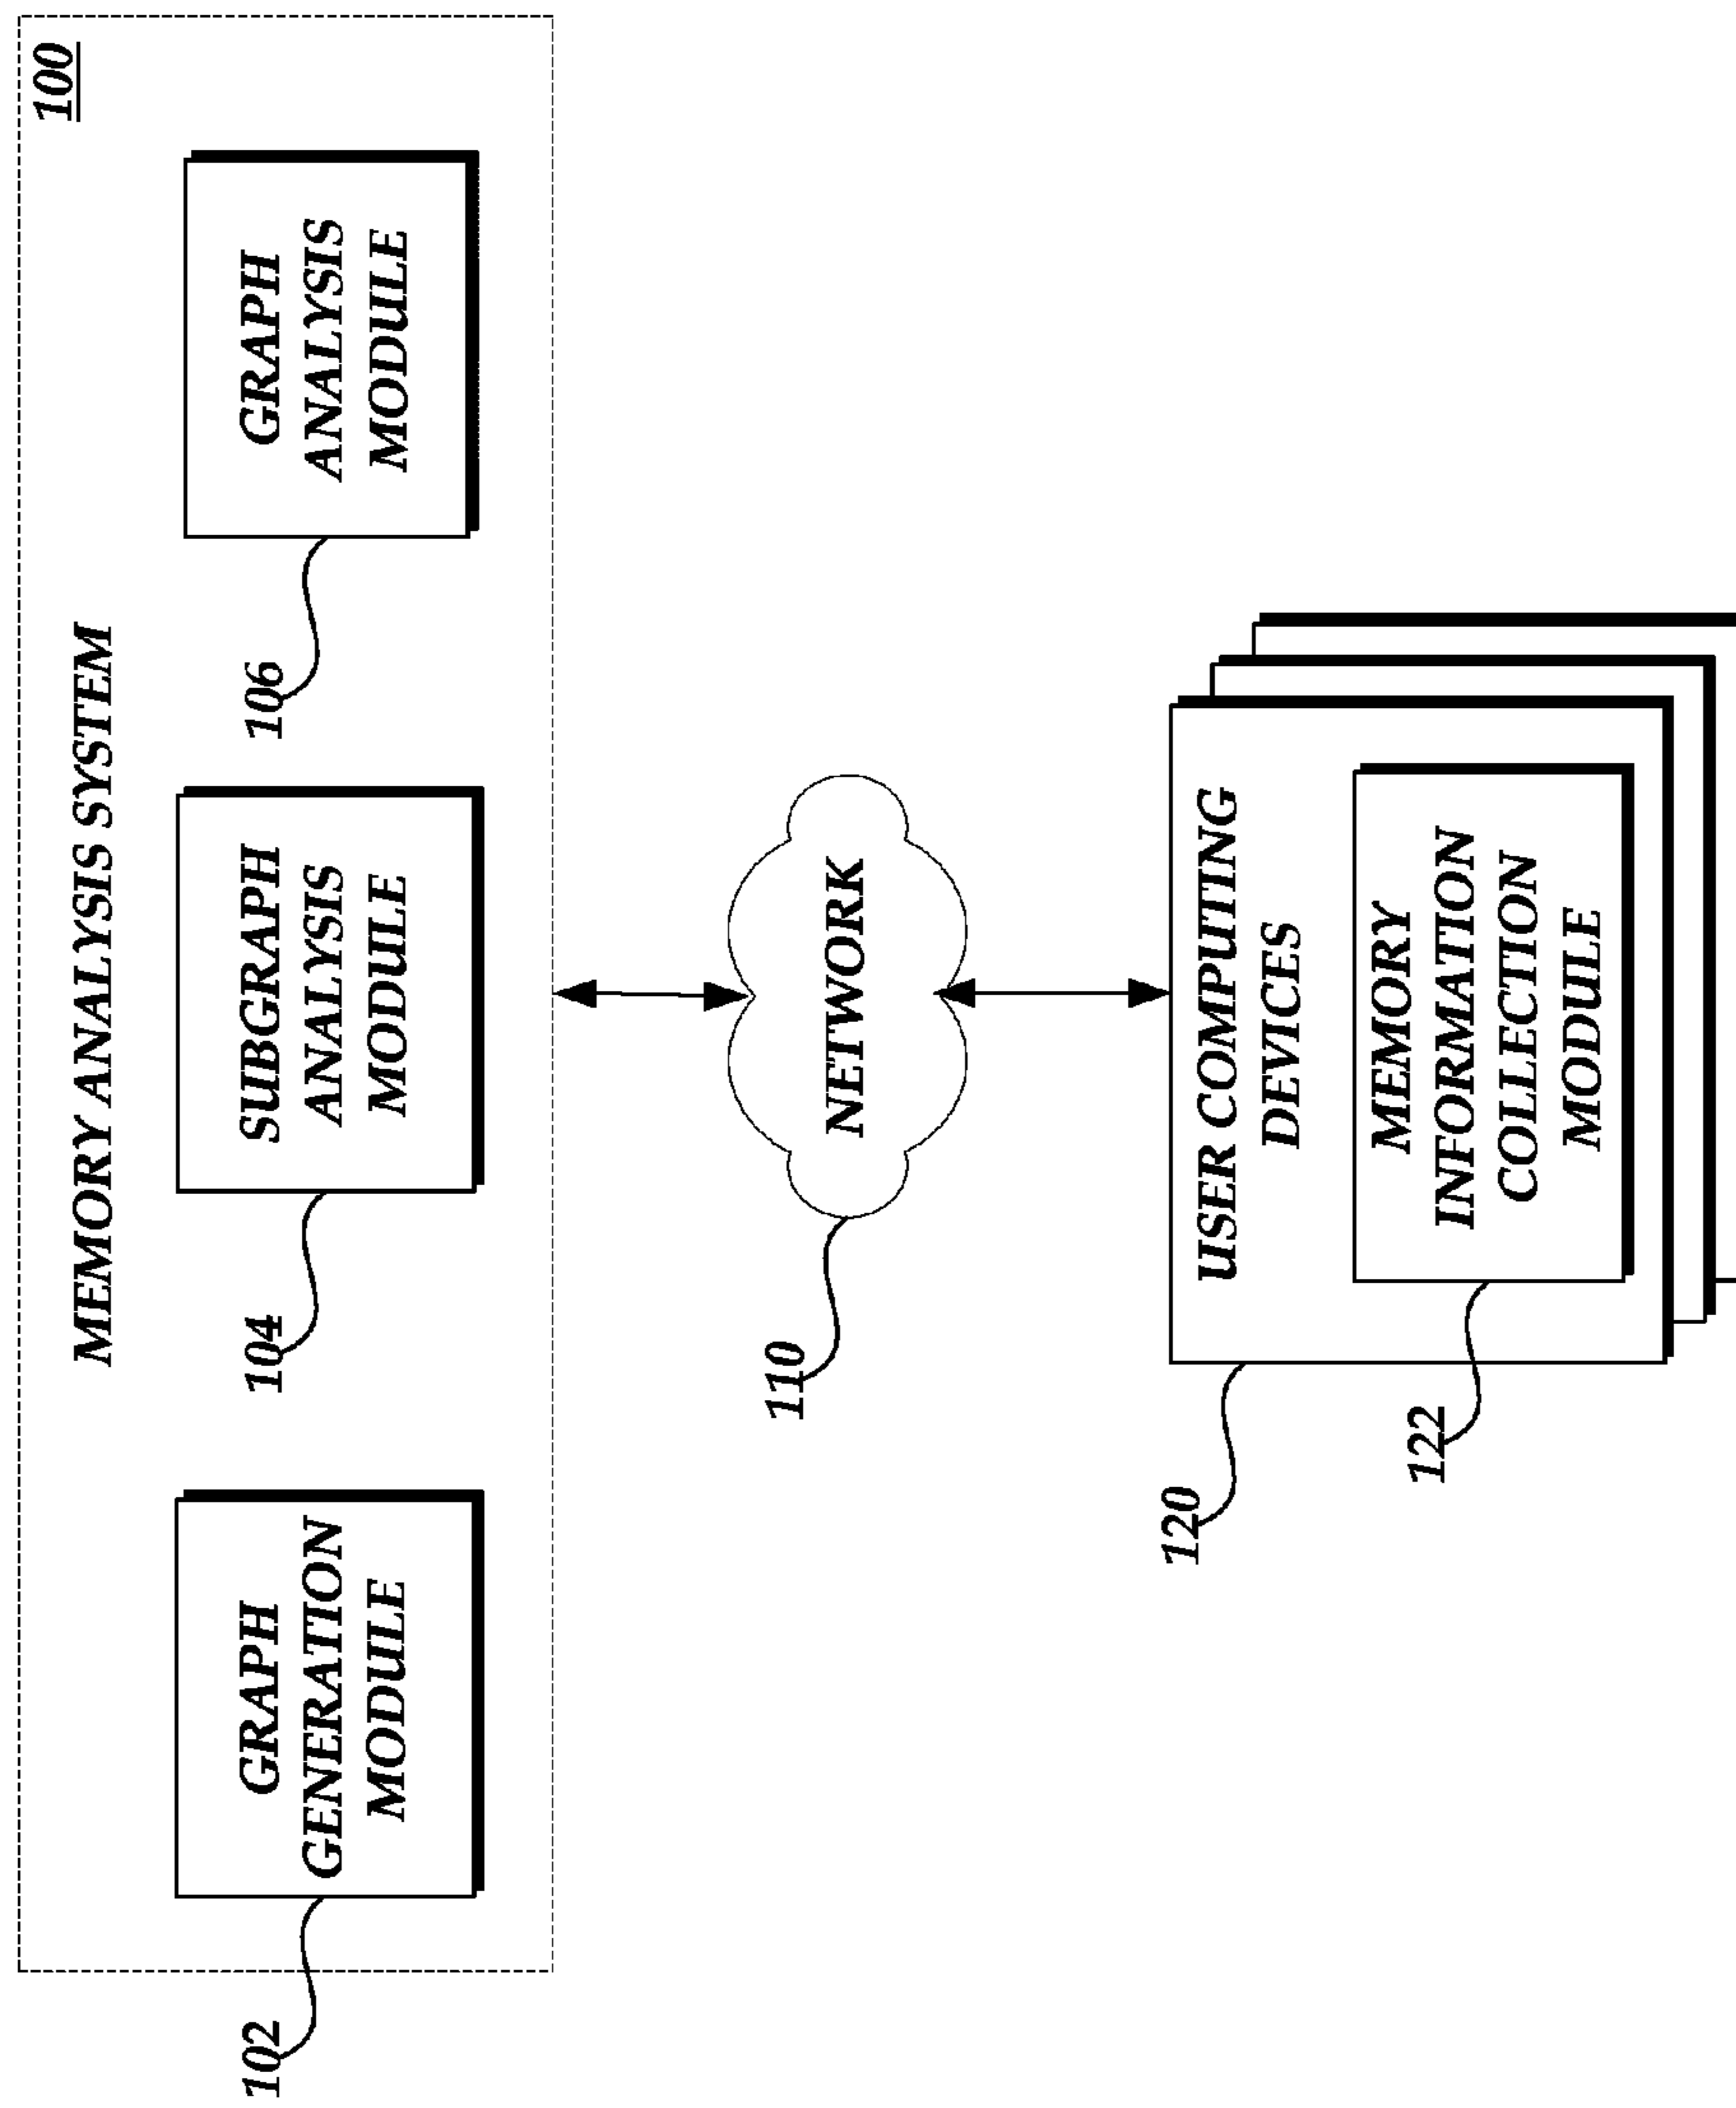 100
MEMORY ANALYSIS SYSTEM
102
GRAPH
GENERATION
MODULE
104
SUBGRAPH
ANALYSIS
MODULE
106
GRAPH
ANALYSIS
MODULE
110
NETWORK
120
USER COMPUTING
DEVICES
122
MEMORY
INFORMATION
COLLECTION
MODULE